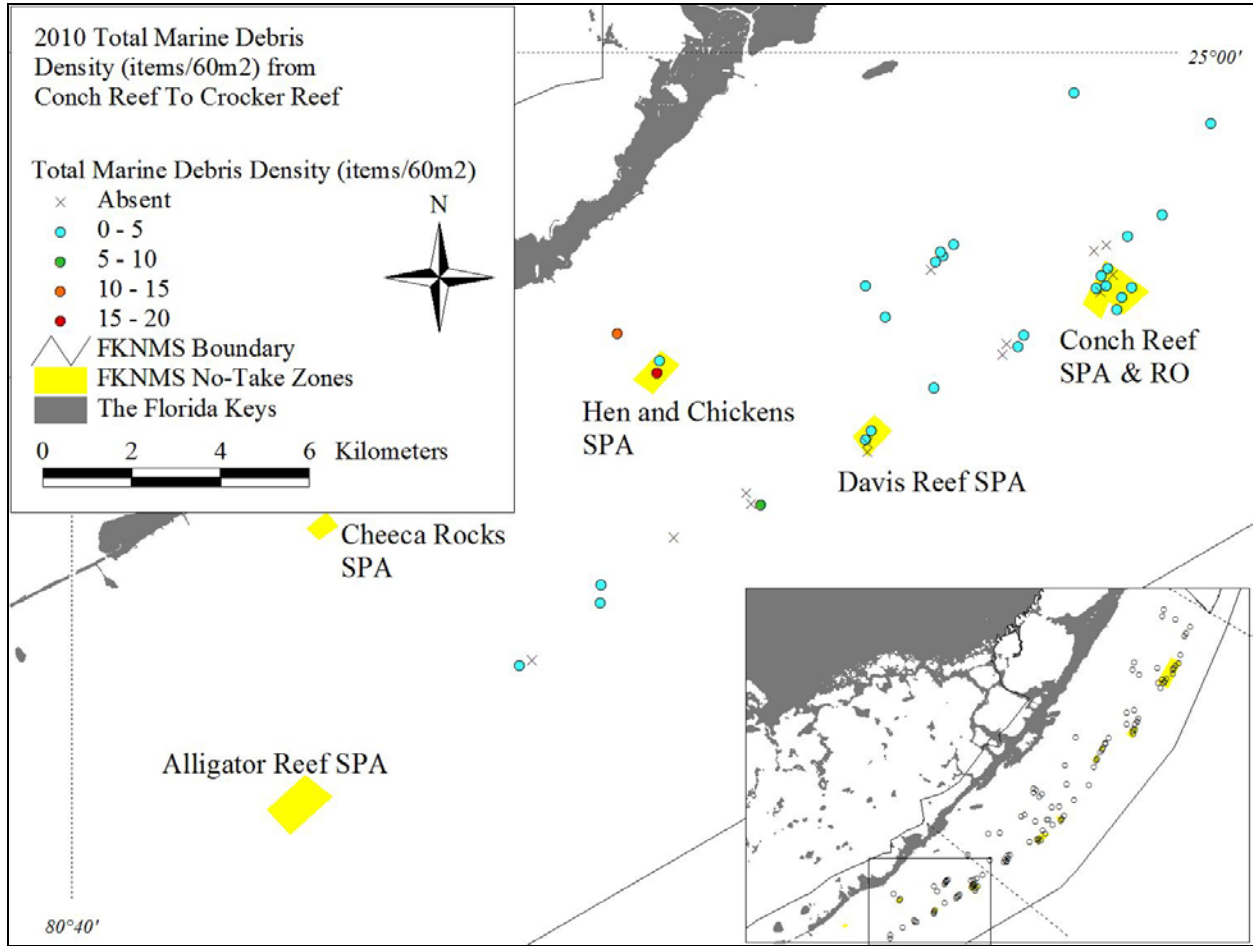 2010 Total Marine Debris
Density (items/60m2) from
Conch Reef To Crocker Reef
Total Marine Debris Density (items/60m2)
Absent
0 - 5
5 - 10
10 - 15
15 - 20
FKNMS Boundary
FKNMS No-Take Zones
The Florida Keys
0 2 4 6 Kilometers
N
25°00'
Conch Reef
SPA & RO
Hen and Chickens
SPA
Davis Reef SPA
Cheeca Rocks
SPA
Alligator Reef SPA
80°40'